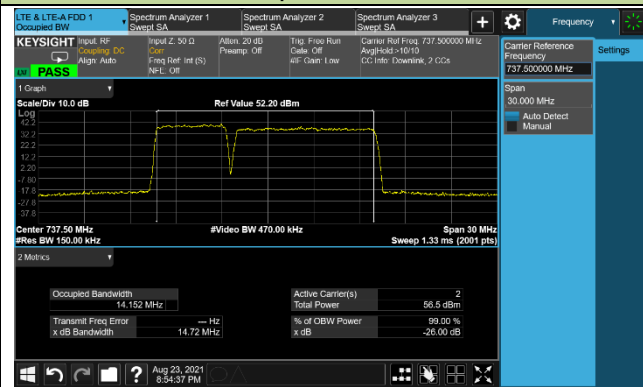 LTE & LTE-A FDD 1
Occupied BW
Spectrum Analyzer 1
Swept SA
Spectrum Analyzer 2
Swept SA
Spectrum Analyzer 3
Swept SA
+
Frequency
KEYSIGHT
Input: RF
Coupling: DC
Align: Auto
Input Z: 50 Ω
Corr
Freq Ref: Int (S)
NFE: Off
Atten: 20 dB
Preamp: Off
Trig: Free Run
Gate: Off
#IF Gain: Low
Carrier Ref Freq: 737.500000 MHz
Avg|Hold:>10/10
CC Info: Downlink, 2 CCs
PASS
Carrier Reference
Frequency
737.500000 MHz
Settings
Span
30.000 MHz
Auto Detect
Manual
1 Graph
Scale/Div 10.0 dB
Ref Value 52.20 dBm
Log
42.2
32.2
22.2
12.2
2.20
-7.80
-17.8
-27.8
-37.8
Center 737.50 MHz
#Video BW 470.00 kHz
Span 30 MHz
#Res BW 150.00 kHz
Sweep 1.33 ms (2001 pts)
2 Metrics
Occupied Bandwidth
14.152 MHz
Active Carrier(s) 2
Total Power 56.5 dBm
Transmit Freq Error --- Hz
x dB Bandwidth 14.72 MHz
% of OBW Power 99.00 %
x dB -26.00 dB
?
Aug 23, 2021
8:54:37 PM